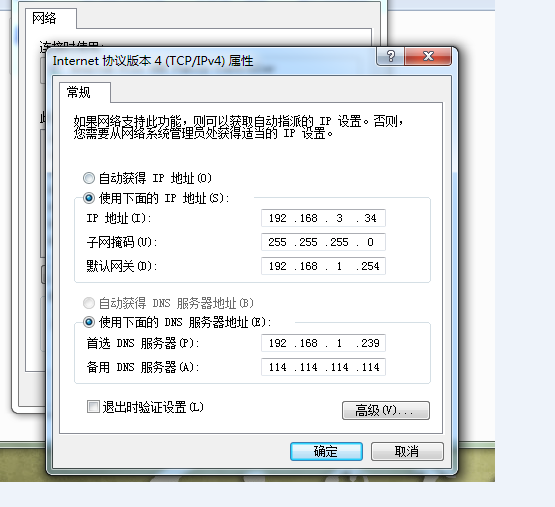 网络
Internet 协议版本 4 (TCP/IPv4) 属性
常规
如果网络支持此功能，则可以获取自动指派的 IP 设置。否则，
您需要从网络系统管理员处获得适当的 IP 设置。
自动获得 IP 地址(O)
使用下面的 IP 地址(S):
IP 地址(I): 192 .168 . 3 . 34
子网掩码(U): 255 .255 .255 . 0
默认网关(D): 192 .168 . 1 .254
自动获得 DNS 服务器地址(B)
使用下面的 DNS 服务器地址(E):
首选 DNS 服务器(P): 192 .168 . 1 .239
备用 DNS 服务器(A): 114 .114 .114 .114
退出时验证设置(L)
高级(V)...
确定
取消